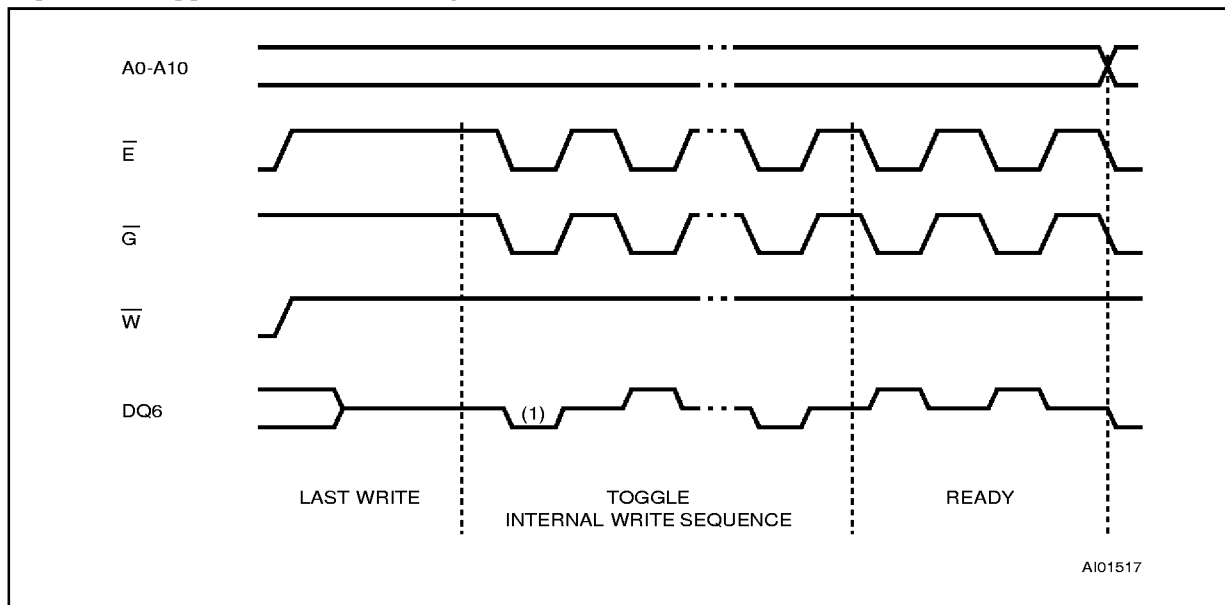 A0-A10
E
G
W
DQ6
(1)
LAST WRITE
TOGGLE
INTERNAL WRITE SEQUENCE
READY
AI01517